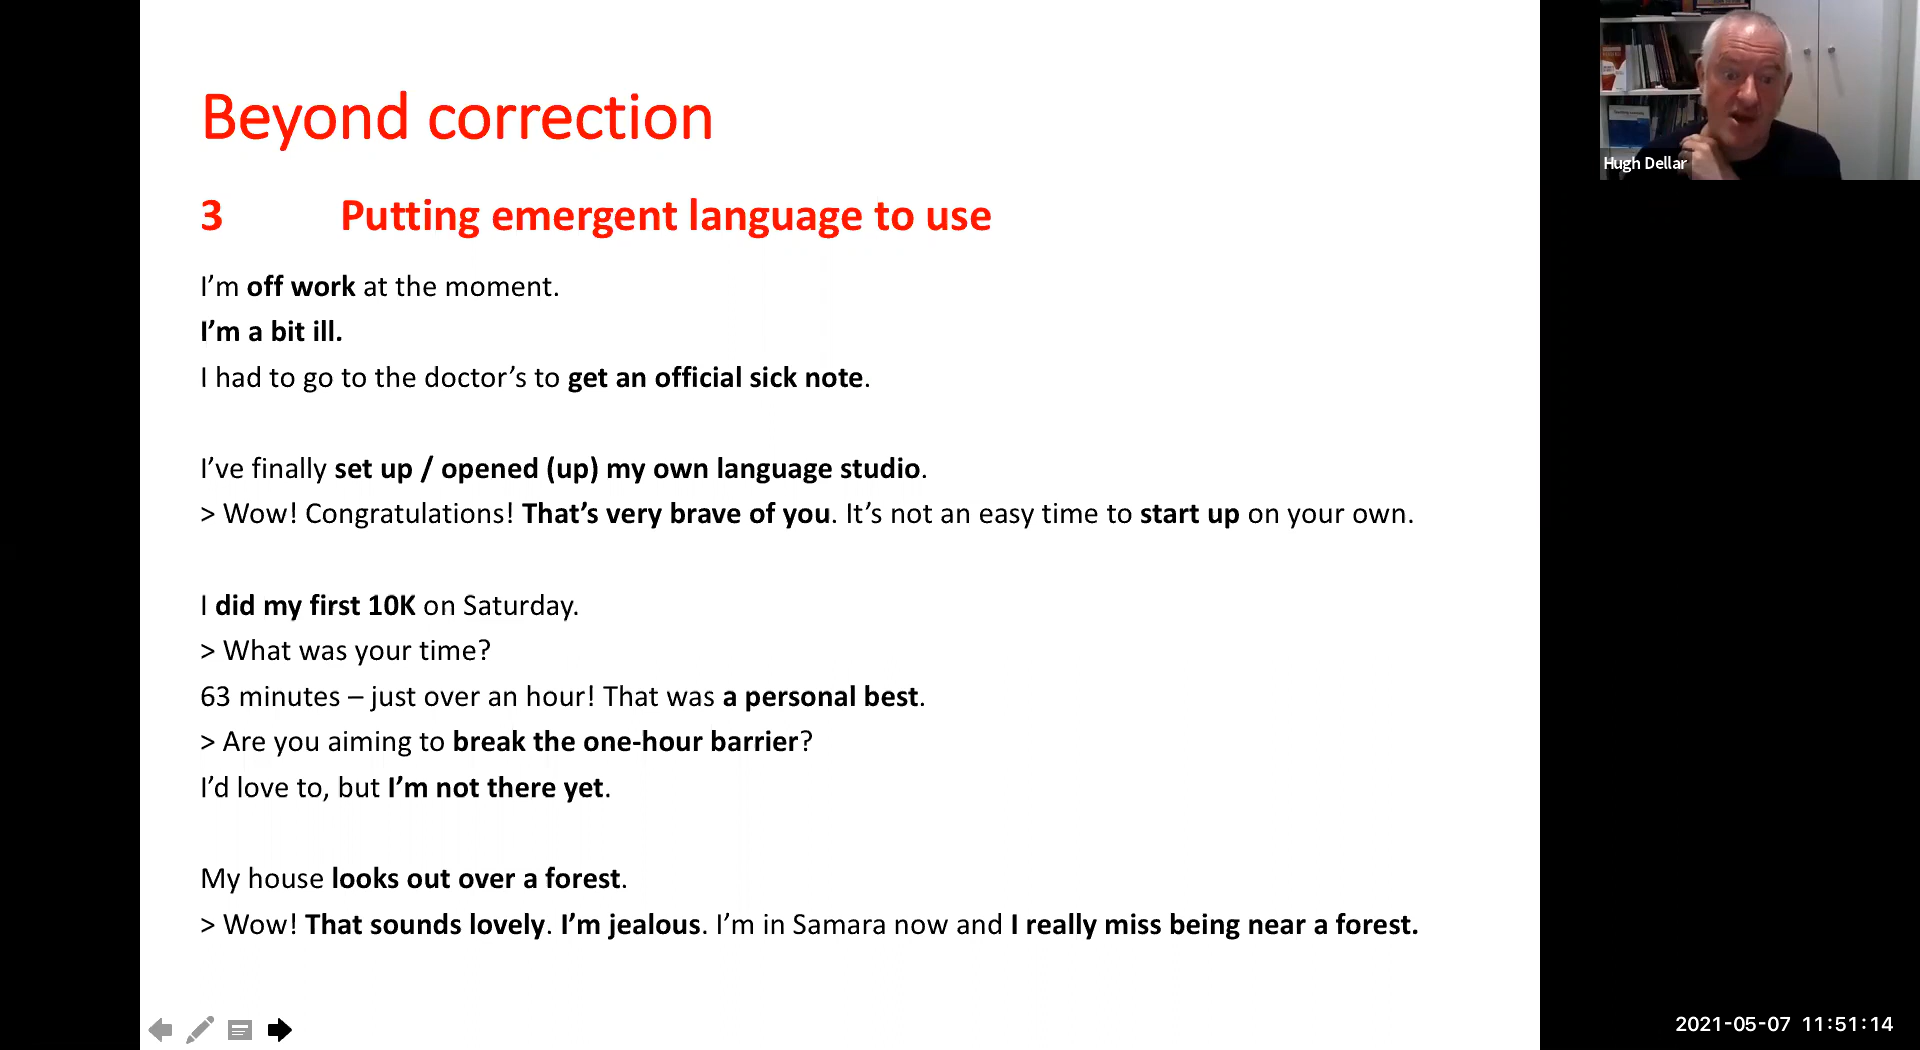 Beyond correction
3 Putting emergent language to use
I’m off work at the moment.
I’m a bit ill.
I had to go to the doctor’s to get an official sick note.
I’ve finally set up / opened (up) my own language studio.
> Wow! Congratulations! That’s very brave of you. It’s not an easy time to start up on your own.
I did my first 10K on Saturday.
> What was your time?
63 minutes – just over an hour! That was a personal best.
> Are you aiming to break the one-hour barrier?
I’d love to, but I’m not there yet.
My house looks out over a forest.
> Wow! That sounds lovely. I’m jealous. I’m in Samara now and I really miss being near a forest.
Hugh Dellar
2021-05-07 11:51:14